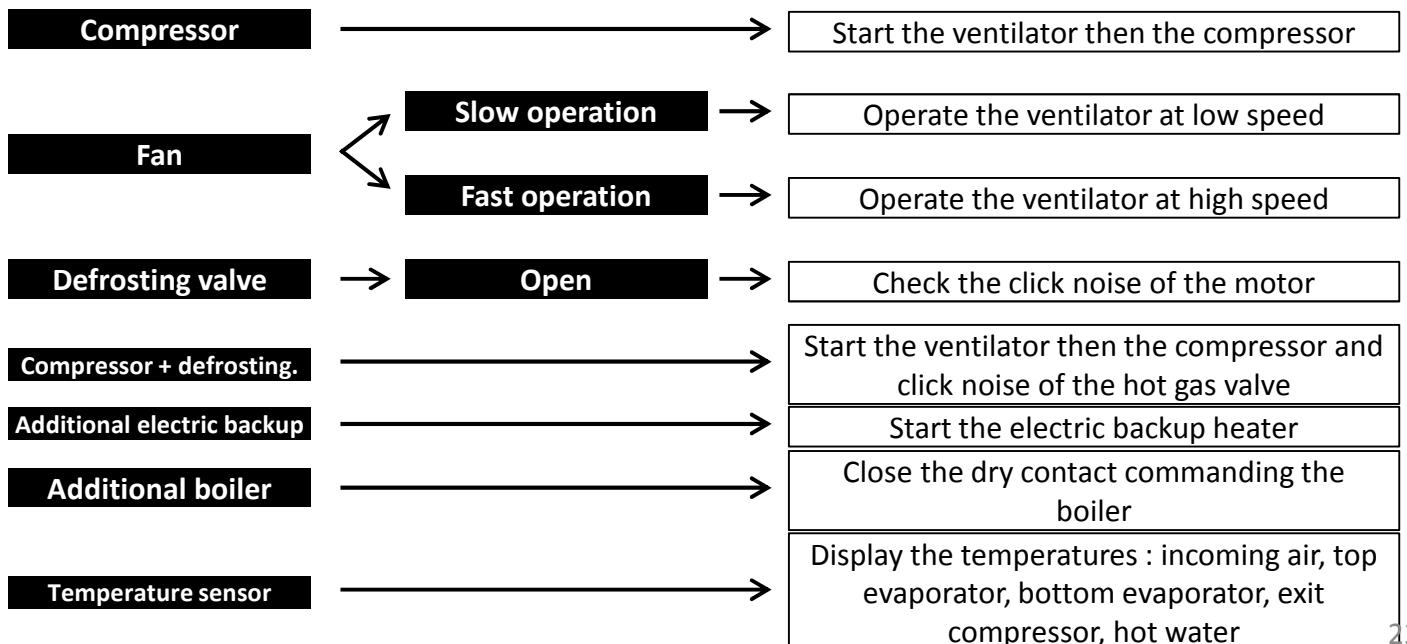 Compressor
Start the ventilator then the compressor
Slow operation
Operate the ventilator at low speed
Fan
Fast operation
Operate the ventilator at high speed
Defrosting valve
Open
Check the click noise of the motor
Compressor + defrosting.
Start the ventilator then the compressor and
click noise of the hot gas valve
Additional electric backup
Start the electric backup heater
Additional boiler
Close the dry contact commanding the
boiler
Temperature sensor
Display the temperatures : incoming air, top
evaporator, bottom evaporator, exit
compressor, hot water